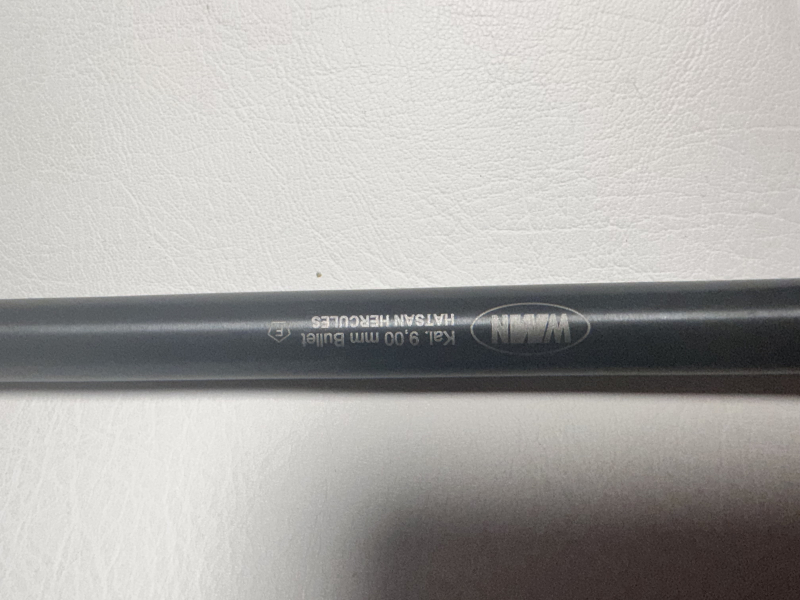 Kal. 9,00 mm Bullet
HATSAN HERCULES
F